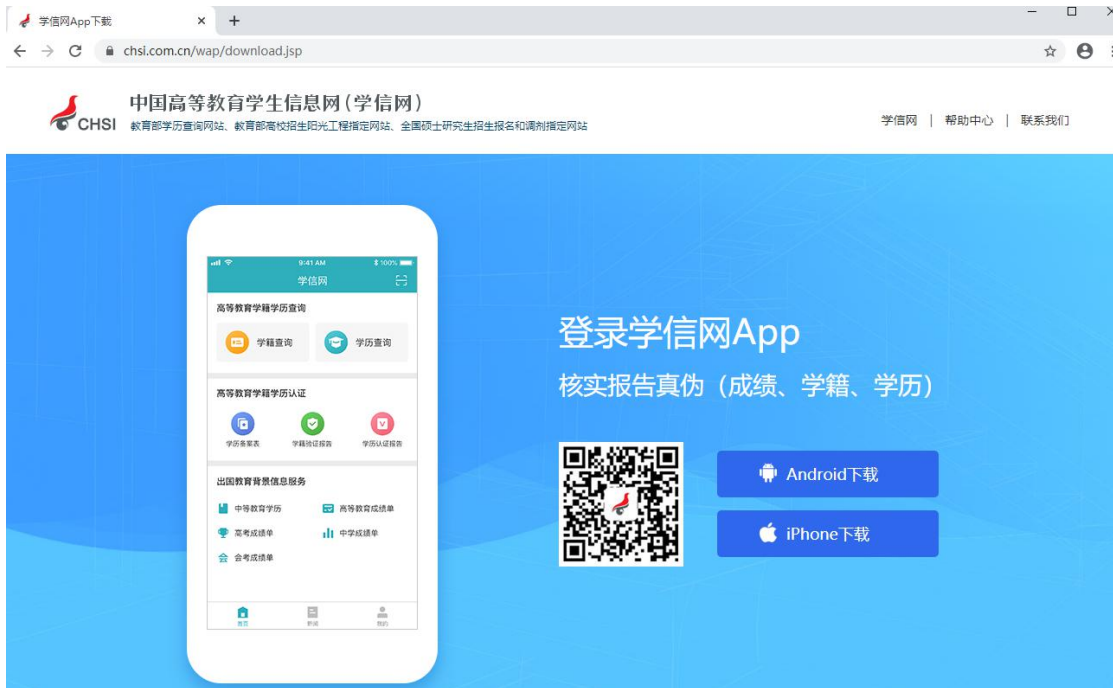 学信网App下载
chsi.com.cn/wap/download.jsp
CHSI
中国高等教育学生信息网(学信网)
教育部学历查询网站、教育部高校招生阳光工程指定网站、全国硕士研究生招生报名和调剂指定网站
学信网 | 帮助中心 | 联系我们
9:41 AM
100%
学信网
高等教育学籍学历查询
学籍查询
学历查询
高等教育学籍学历认证
学历备案表
学籍验证报告
学历认证报告
出国教育背景信息服务
中等教育学历
高等教育成绩单
高考成绩单
中学成绩单
会考成绩单
首页
新闻
我的
登录学信网App
核实报告真伪（成绩、学籍、学历）
Android下载
iPhone下载